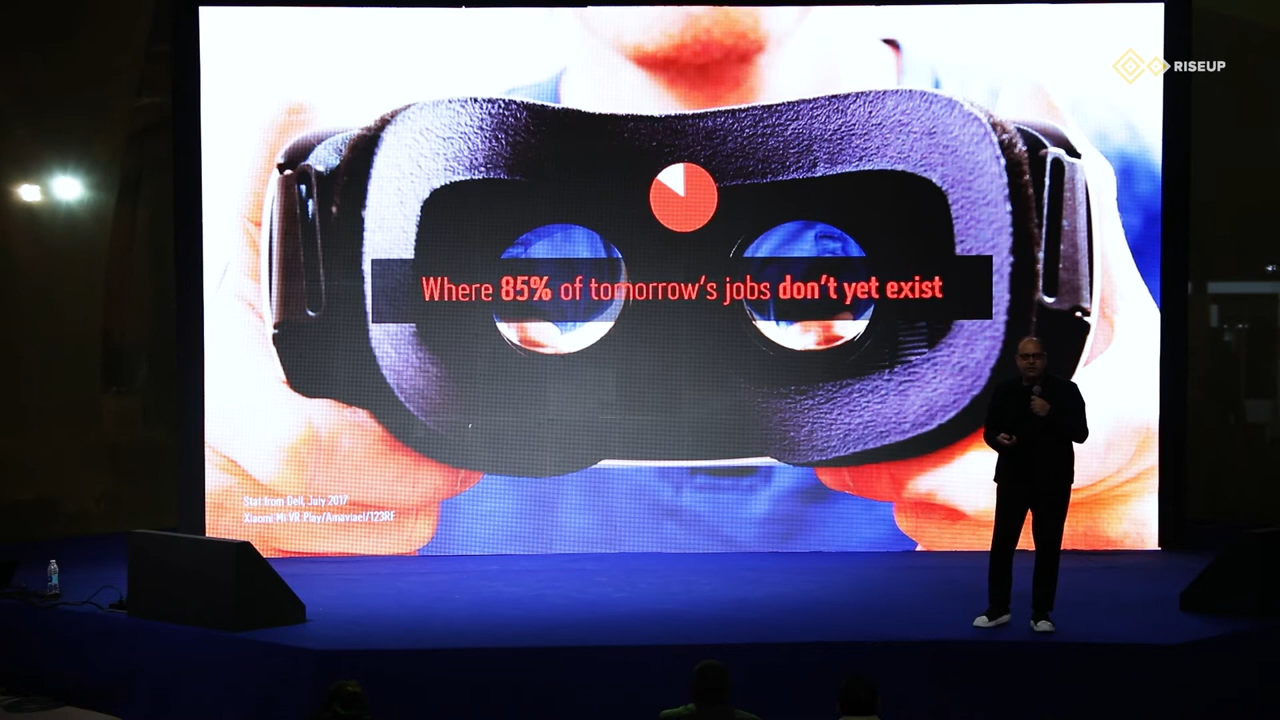 RISEUP
Where 85% of tomorrow's jobs don't yet exist
Stat from Dell, July 2017
Xiaomi Mi VR Play/Amaviael/123RF